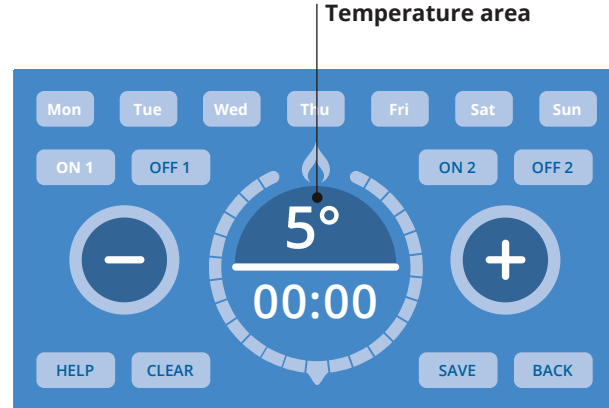 Temperature area
Mon Tue Wed Thu Fri Sat Sun
ON 1 OFF 1 ON 2 OFF 2
5°
00:00
HELP CLEAR SAVE BACK